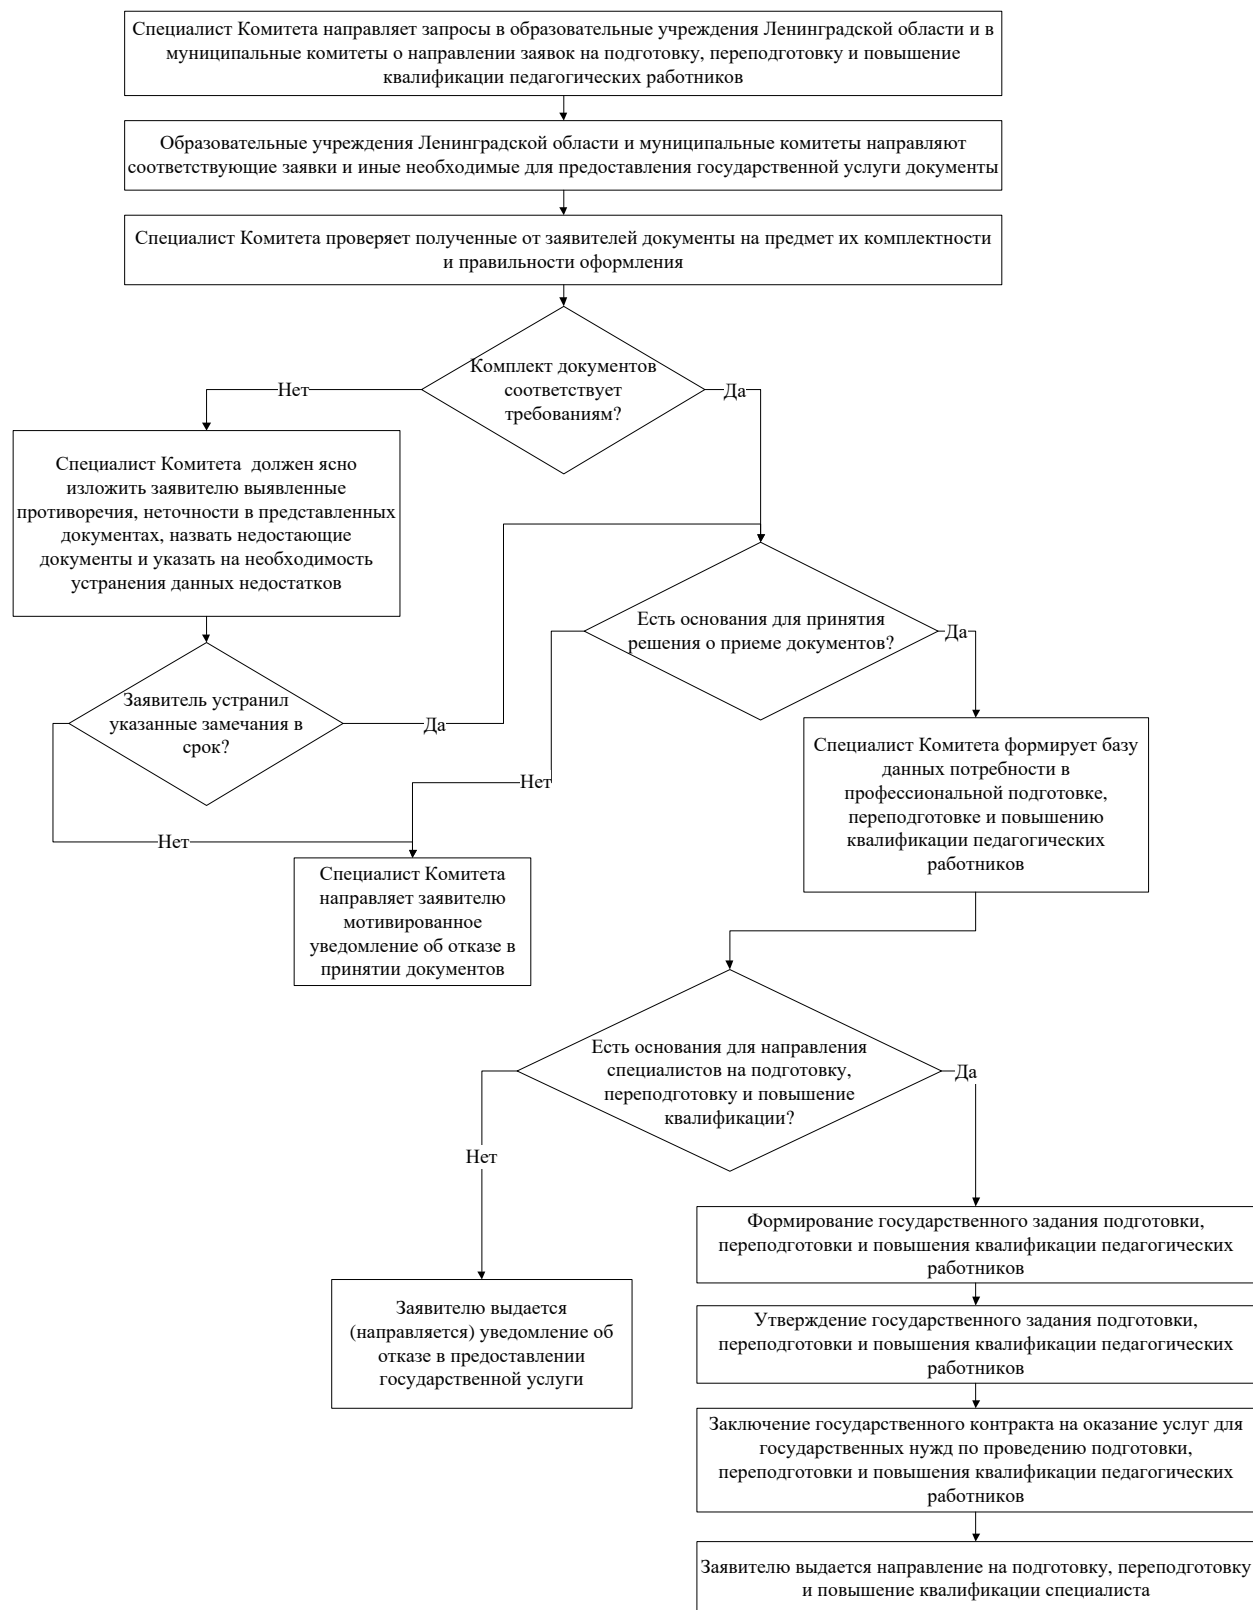 Специалист Комитета направляет запросы в образовательные учреждения Ленинградской области и в
муниципальные комитеты о направлении заявок на подготовку, переподготовку и повышение
квалификации педагогических работников
Образовательные учреждения Ленинградской области и муниципальные комитеты направляют
соответствующие заявки и иные необходимые для предоставления государственной услуги документы
Специалист Комитета проверяет полученные от заявителей документы на предмет их комплектности
и правильности оформления
Комплект документов
соответствует
требованиям?
Нет
Да
Специалист Комитета  должен ясно
изложить заявителю выявленные
противоречия, неточности в представленных
документах, назвать недостающие
документы и указать на необходимость
устранения данных недостатков
Есть основания для принятия
решения о приеме документов?
Да
Заявитель устранил
указанные замечания в
срок?
Да
Нет
Нет
Специалист Комитета формирует базу
данных потребности в
профессиональной подготовке,
переподготовке и повышению
квалификации педагогических
работников
Специалист Комитета
направляет заявителю
мотивированное
уведомление об отказе в
принятии документов
Есть основания для направления
специалистов на подготовку,
переподготовку и повышение
квалификации?
Да
Нет
Формирование государственного задания подготовки,
переподготовки и повышения квалификации педагогических
работников
Заявителю выдается
(направляется) уведомление об
отказе в предоставлении
государственной услуги
Утверждение государственного задания подготовки,
переподготовки и повышения квалификации педагогических
работников
Заключение государственного контракта на оказание услуг для
государственных нужд по проведению подготовки,
переподготовки и повышения квалификации педагогических
работников
Заявителю выдается направление на подготовку, переподготовку
и повышение квалификации специалиста